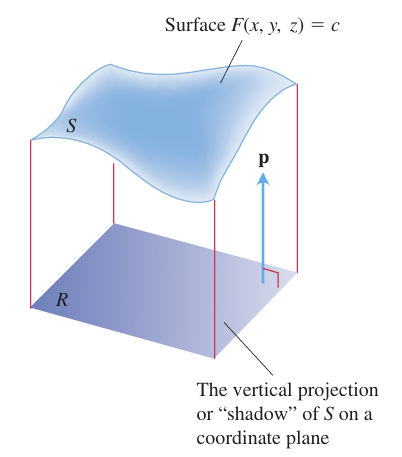 Surface F(x, y, z) = c
S
p
R
The vertical projection
or “shadow” of S on a
coordinate plane